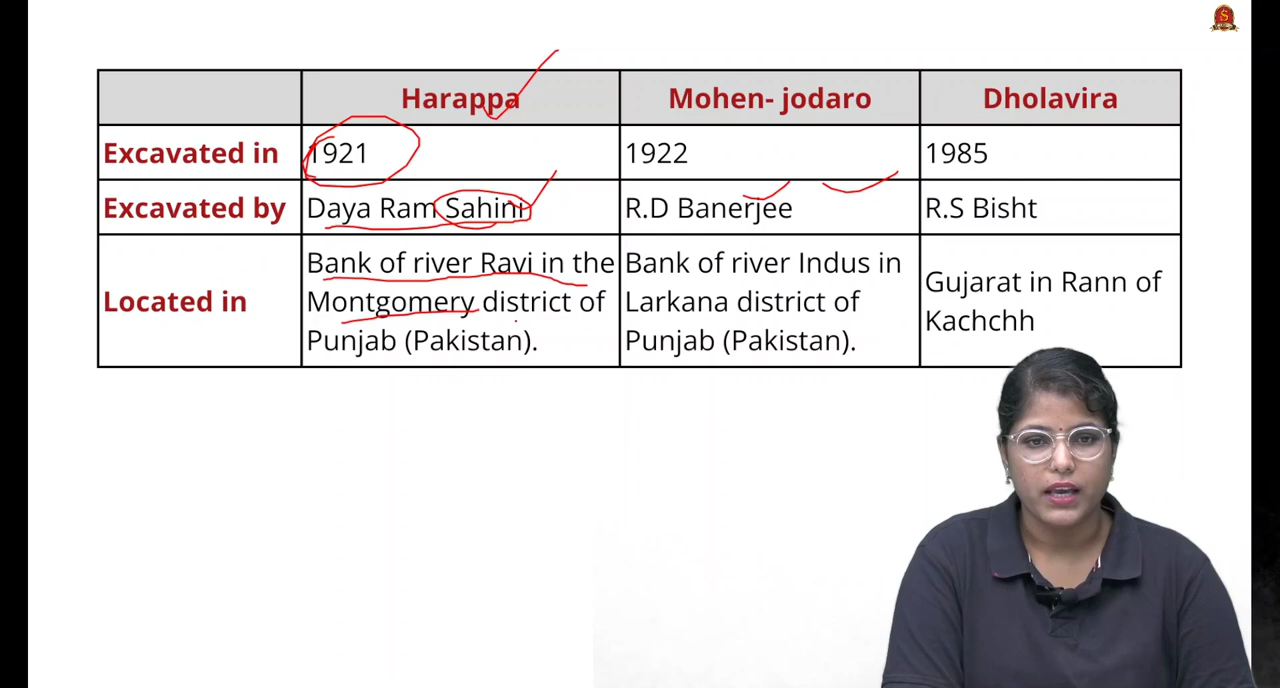 Harappa Mohen- jodaro Dholavira
Excavated in 1921 1922 1985
Excavated by Daya Ram Sahini R.D Banerjee R.S Bisht
Located in
Bank of river Ravi in the
Montgomery district of
Punjab (Pakistan).
Bank of river Indus in
Larkana district of
Punjab (Pakistan).
Gujarat in Rann of
Kachchh